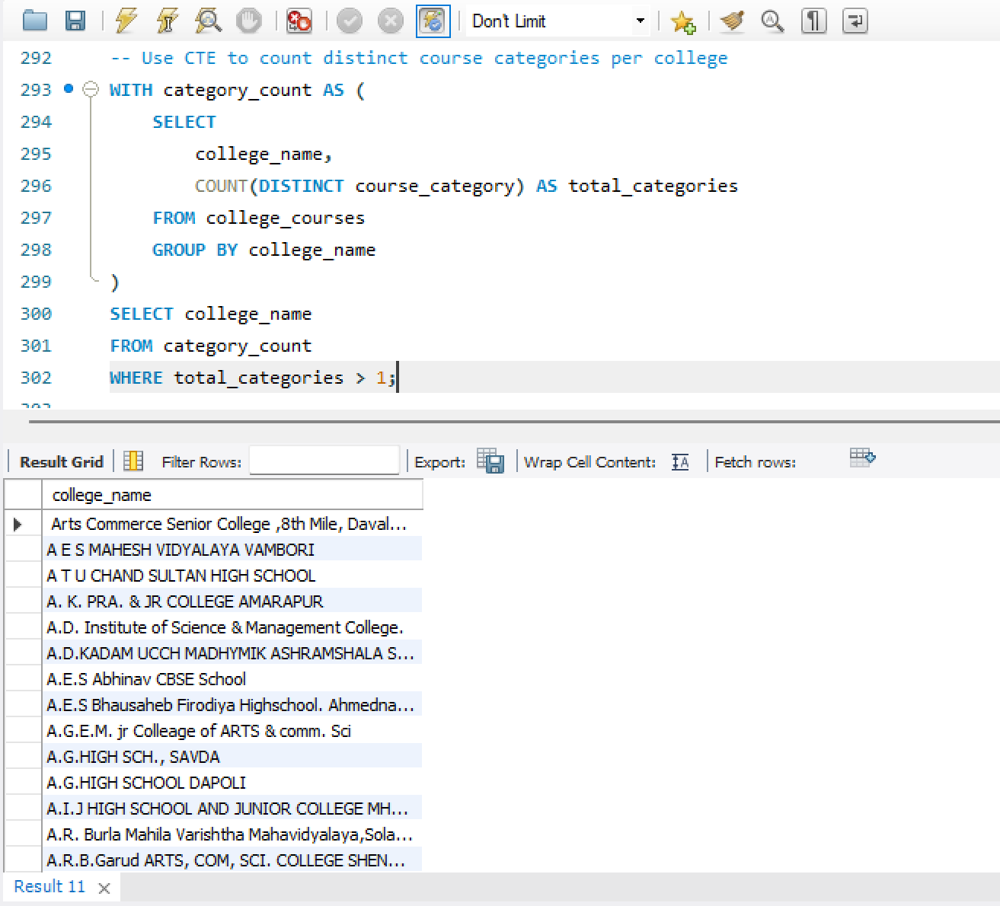 Don't Limit
292 -- Use CTE to count distinct course categories per college
293 WITH category_count AS (
294 SELECT
295 college_name,
296 COUNT(DISTINCT course_category) AS total_categories
297 FROM college_courses
298 GROUP BY college_name
299 )
300 SELECT college_name
301 FROM category_count
302 WHERE total_categories > 1;
Result Grid Filter Rows: Export: Wrap Cell Content: Fetch rows:
college_name
Arts Commerce Senior College ,8th Mile, Daval...
A E S MAHESH VIDYALAYA VAMBORI
A T U CHAND SULTAN HIGH SCHOOL
A. K. PRA. & JR COLLEGE AMARAPUR
A.D. Institute of Science & Management College.
A.D.KADAM UCCH MADHYMIK ASHRAMSHALA S...
A.E.S Abhinav CBSE School
A.E.S Bhausaheb Firodiya Highschool. Ahmedna...
A.G.E.M. jr Colleage of ARTS & comm. Sci
A.G.HIGH SCH., SAVDA
A.G.HIGH SCHOOL DAPOLI
A.I.J HIGH SCHOOL AND JUNIOR COLLEGE MH...
A.R. Burla Mahila Varishtha Mahavidyalaya,Sola...
A.R.B.Garud ARTS, COM, SCI. COLLEGE SHEN...
Result 11